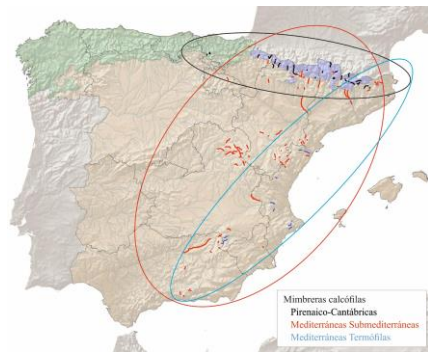 Mimbreras calcófilas
Pirenaico-Cantábricas
Mediterráneas Submediterráneas
Mediterráneas Termófilas